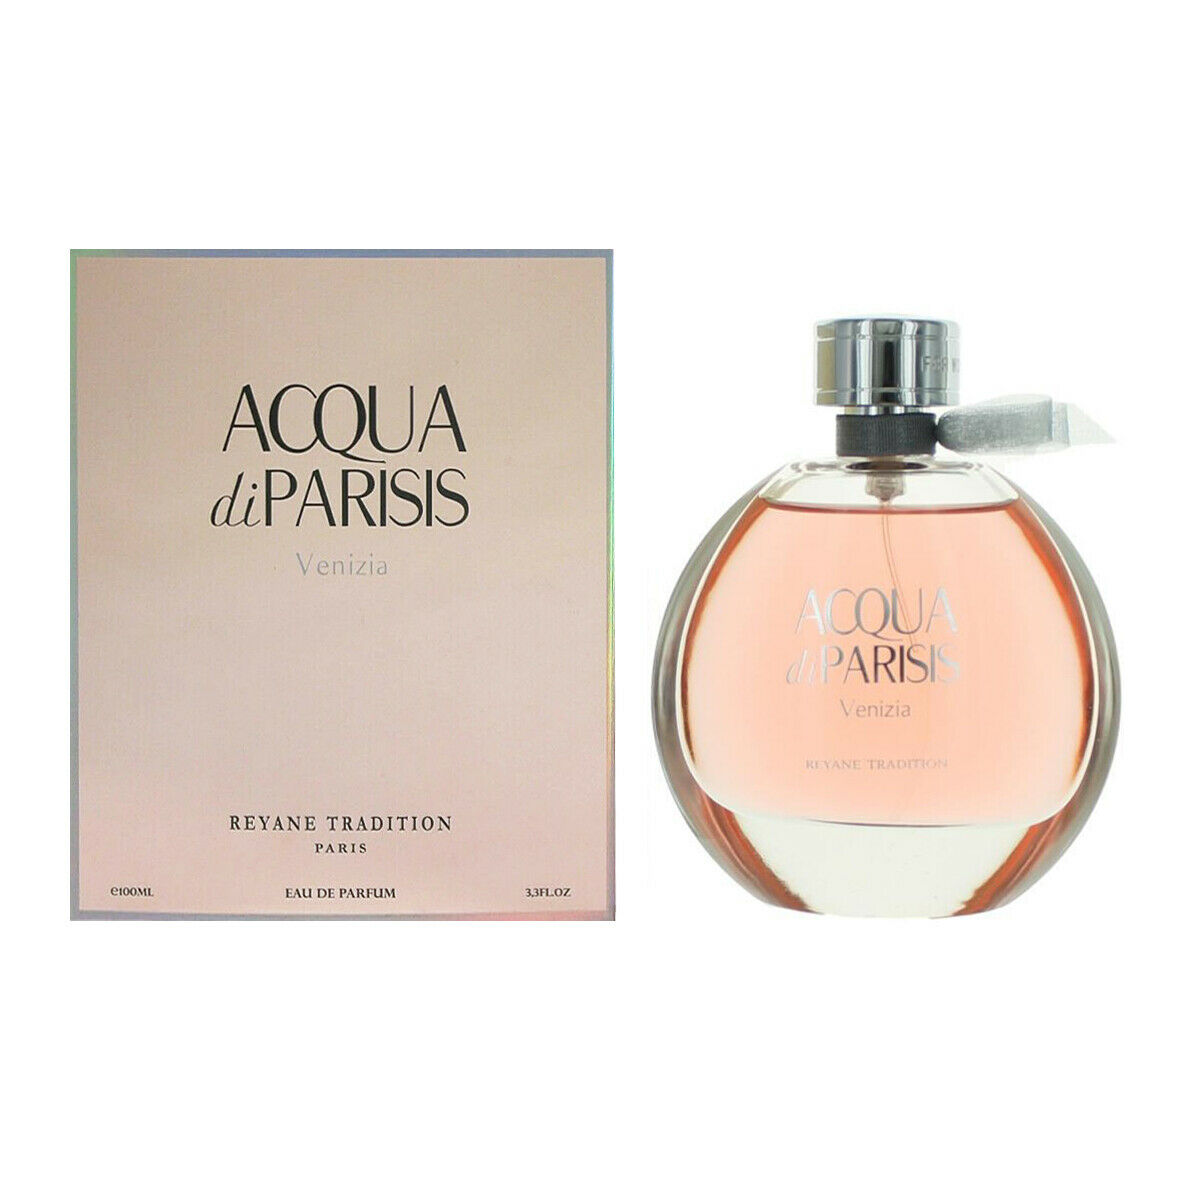 ACQUA
diPARISIS
Venizia
REYANE TRADITION
PARIS
e100ML
EAU DE PARFUM
3,3FL.OZ
ACQUA
diPARISIS
Venizia
REYANE TRADITION